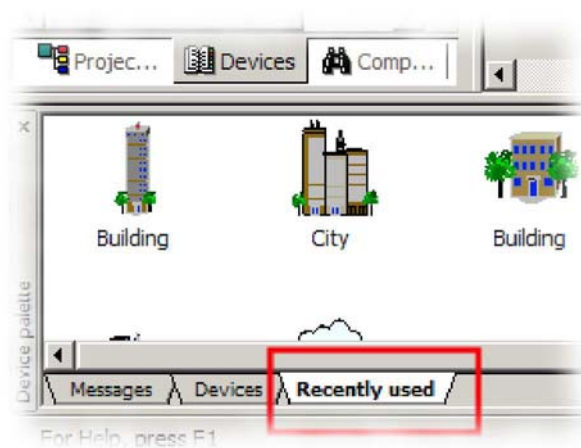 Projec... Devices Comp...
Building City Building
Device palette
Messages Devices Recently used
For Help, press F1